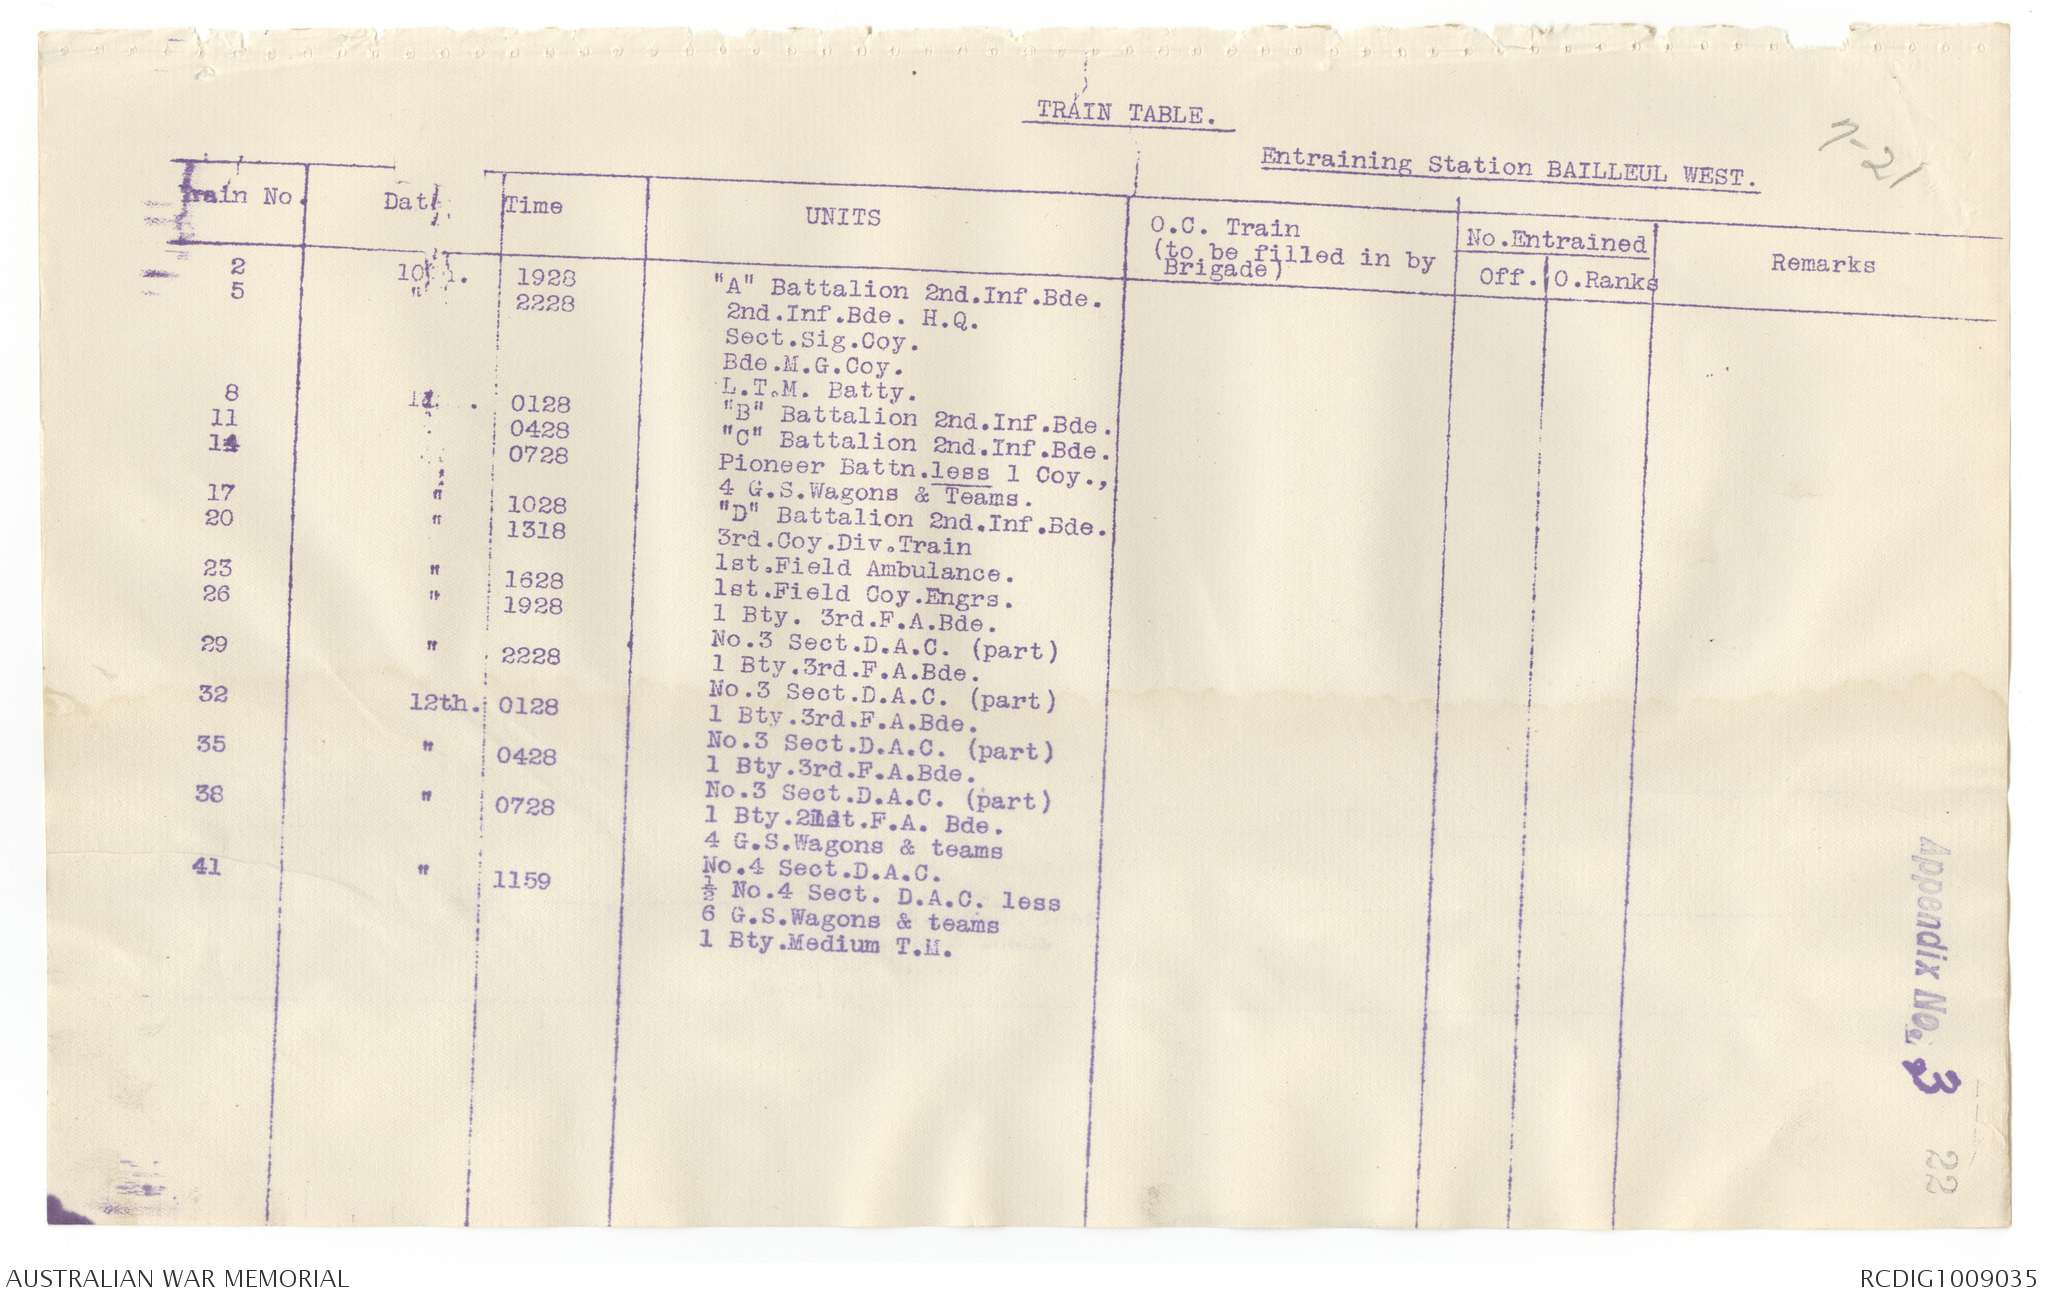 TRAIN TABLE.
7-21
Entraining Station BAILLEUL WEST.
Train No. Date Time UNITS O.C. Train (to be filled in by Brigade) No.Entrained Off. O.Ranks Remarks
2 10th. 1928 "A" Battalion 2nd.Inf.Bde.
5 " 2228 2nd.Inf.Bde. H.Q.
Sect.Sig.Coy.
Bde.M.G.Coy.
L.T.M. Batty.
8 0128 "B" Battalion 2nd.Inf.Bde.
11 0428 "C" Battalion 2nd.Inf.Bde.
14 0728 Pioneer Battn.less 1 Coy.,
4 G.S.Wagons & Teams.
17 " 1028 "D" Battalion 2nd.Inf.Bde.
20 " 1318 3rd.Coy.Div.Train
1st.Field Ambulance.
23 " 1628 1st.Field Coy.Engrs.
26 " 1928 1 Bty. 3rd.F.A.Bde.
No.3 Sect.D.A.C. (part)
29 " 2228 1 Bty.3rd.F.A.Bde.
No.3 Sect.D.A.C. (part)
32 12th. 0128 1 Bty.3rd.F.A.Bde.
No.3 Sect.D.A.C. (part)
35 " 0428 1 Bty.3rd.F.A.Bde.
No.3 Sect.D.A.C. (part)
38 " 0728 1 Bty. F.A. Bde.
4 G.S.Wagons & teams
No.4 Sect.D.A.C.
41 " 1159 ½ No.4 Sect. D.A.C. less
6 G.S.Wagons & teams
1 Bty.Medium T.M.
Appendix No. 3
22
AUSTRALIAN WAR MEMORIAL
RCDIG1009035